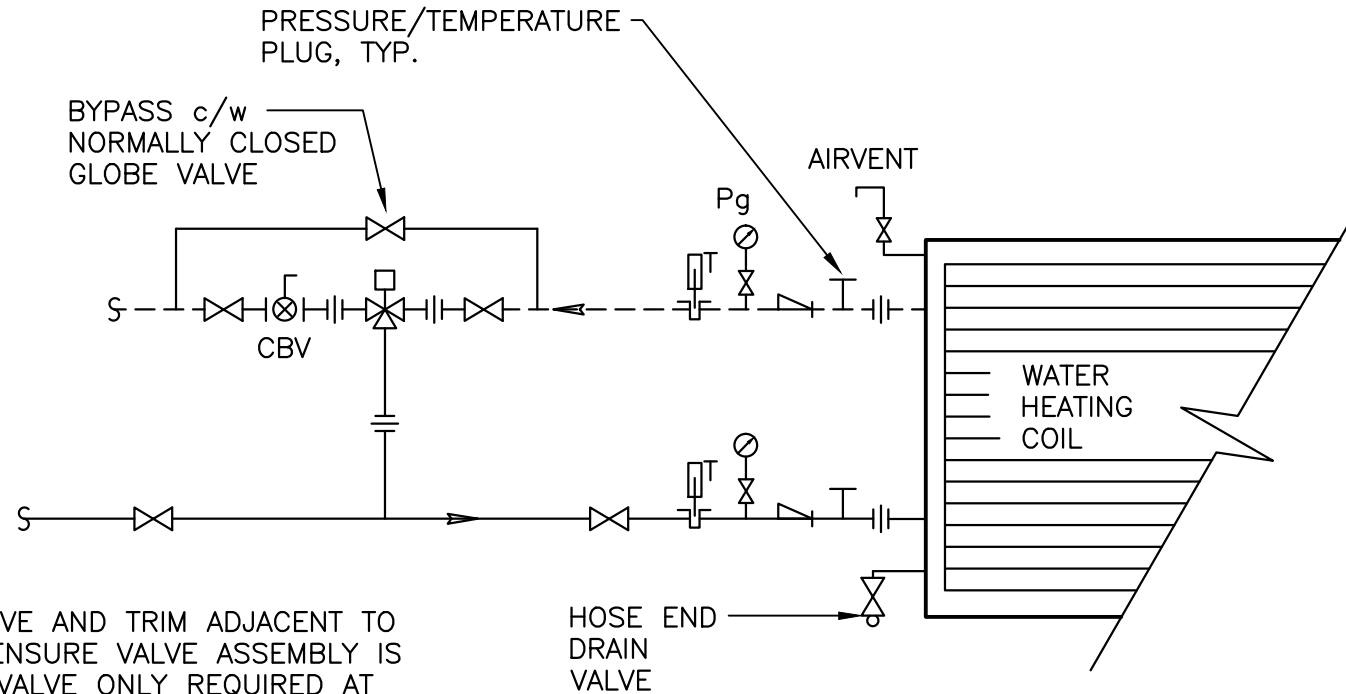 PRESSURE/TEMPERATURE
PLUG, TYP.
BYPASS c/w
NORMALLY CLOSED
GLOBE VALVE
AIRVENT
Pg
T
CBV
WATER
HEATING
COIL
T
VE AND TRIM ADJACENT TO
ENSURE VALVE ASSEMBLY IS
VALVE ONLY REQUIRED AT
HOSE END
DRAIN
VALVE
S
S